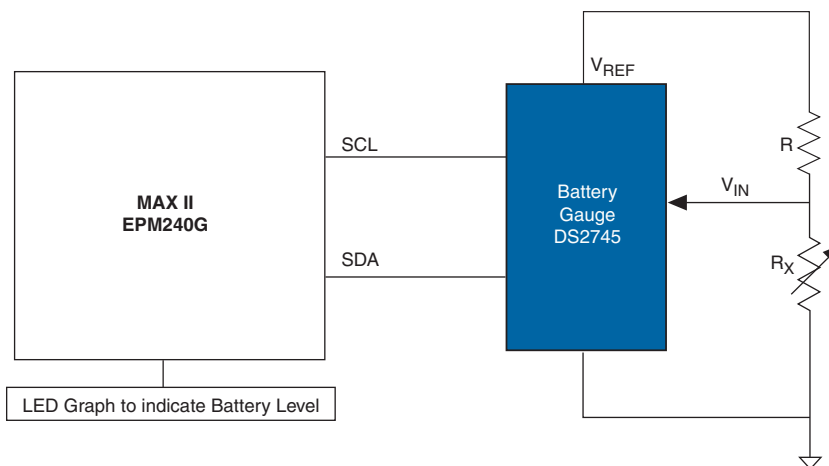 MAX II
EPM240G
SCL
SDA
LED Graph to indicate Battery Level
VREF
Battery
Gauge
DS2745
VIN
R
RX